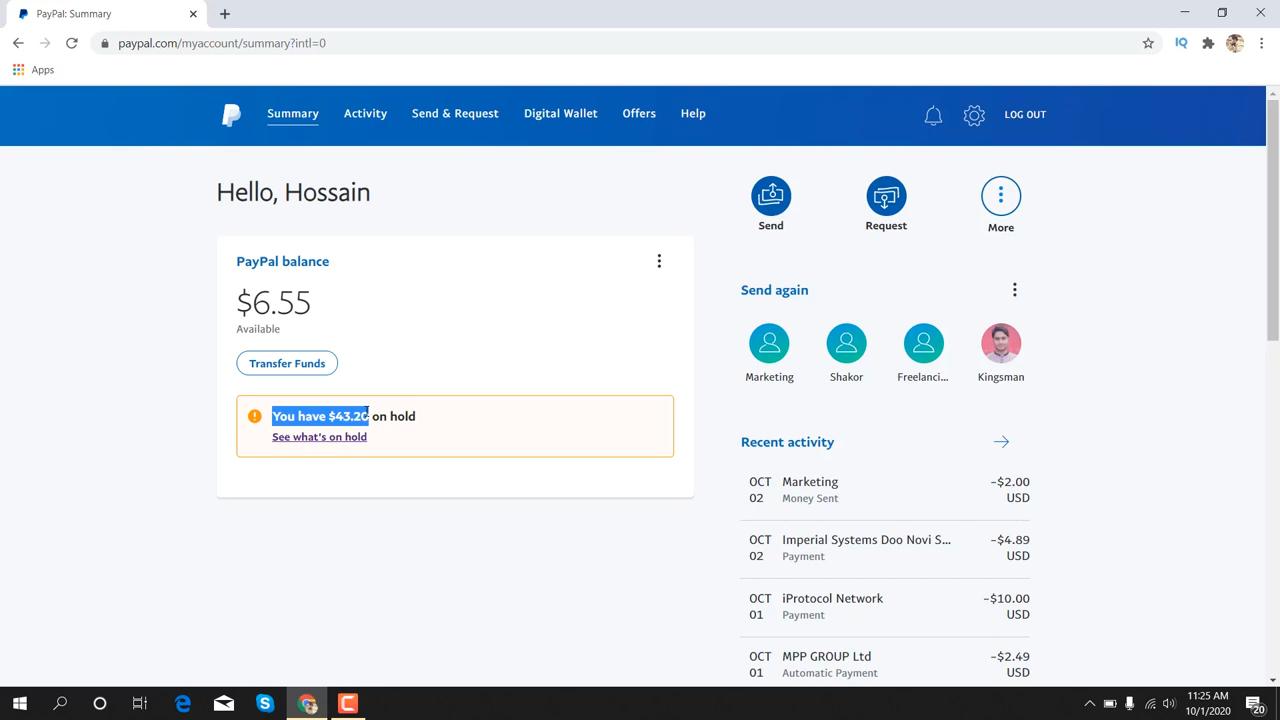 PayPal: Summary
paypal.com/myaccount/summary?intl=0
IQ
Apps
Summary
Activity
Send & Request
Digital Wallet
Offers
Help
LOG OUT
Hello, Hossain
Send
Request
More
PayPal balance
$6.55
Available
Transfer Funds
You have $43.20 on hold
See what's on hold
Send again
Marketing
Shakor
Freelanci...
Kingsman
Recent activity
OCT Marketing -$2.00
02 Money Sent USD
OCT Imperial Systems Doo Novi S... -$4.89
02 Payment USD
OCT iProtocol Network -$10.00
01 Payment USD
OCT MPP GROUP Ltd -$2.49
01 Automatic Payment USD
11:25 AM
10/1/2020
20